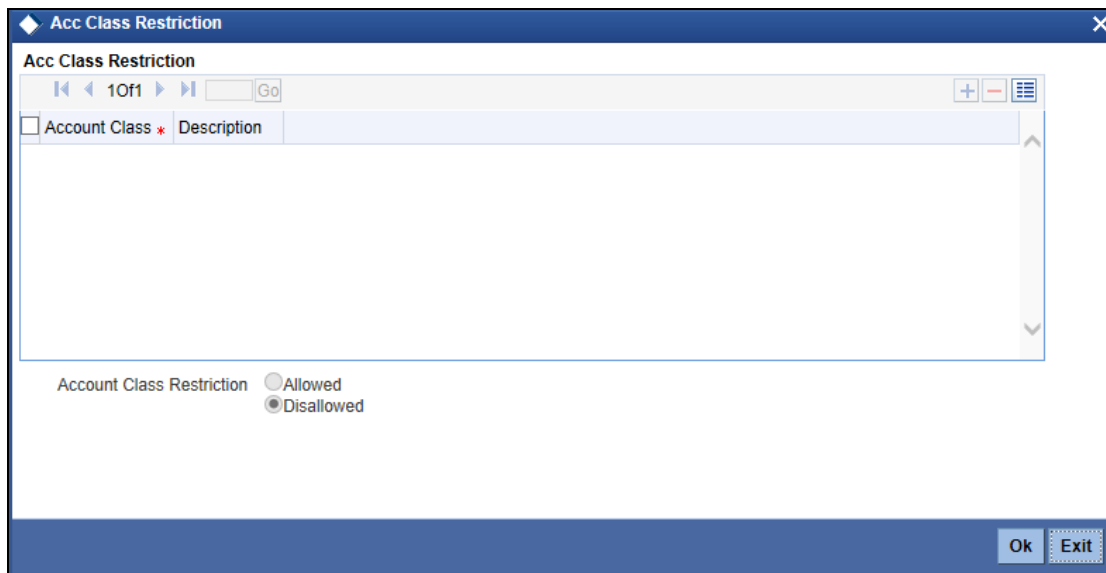 Acc Class Restriction
Acc Class Restriction
1Of1 Go
Account Class * Description
Account Class Restriction Allowed
Disallowed
Ok Exit